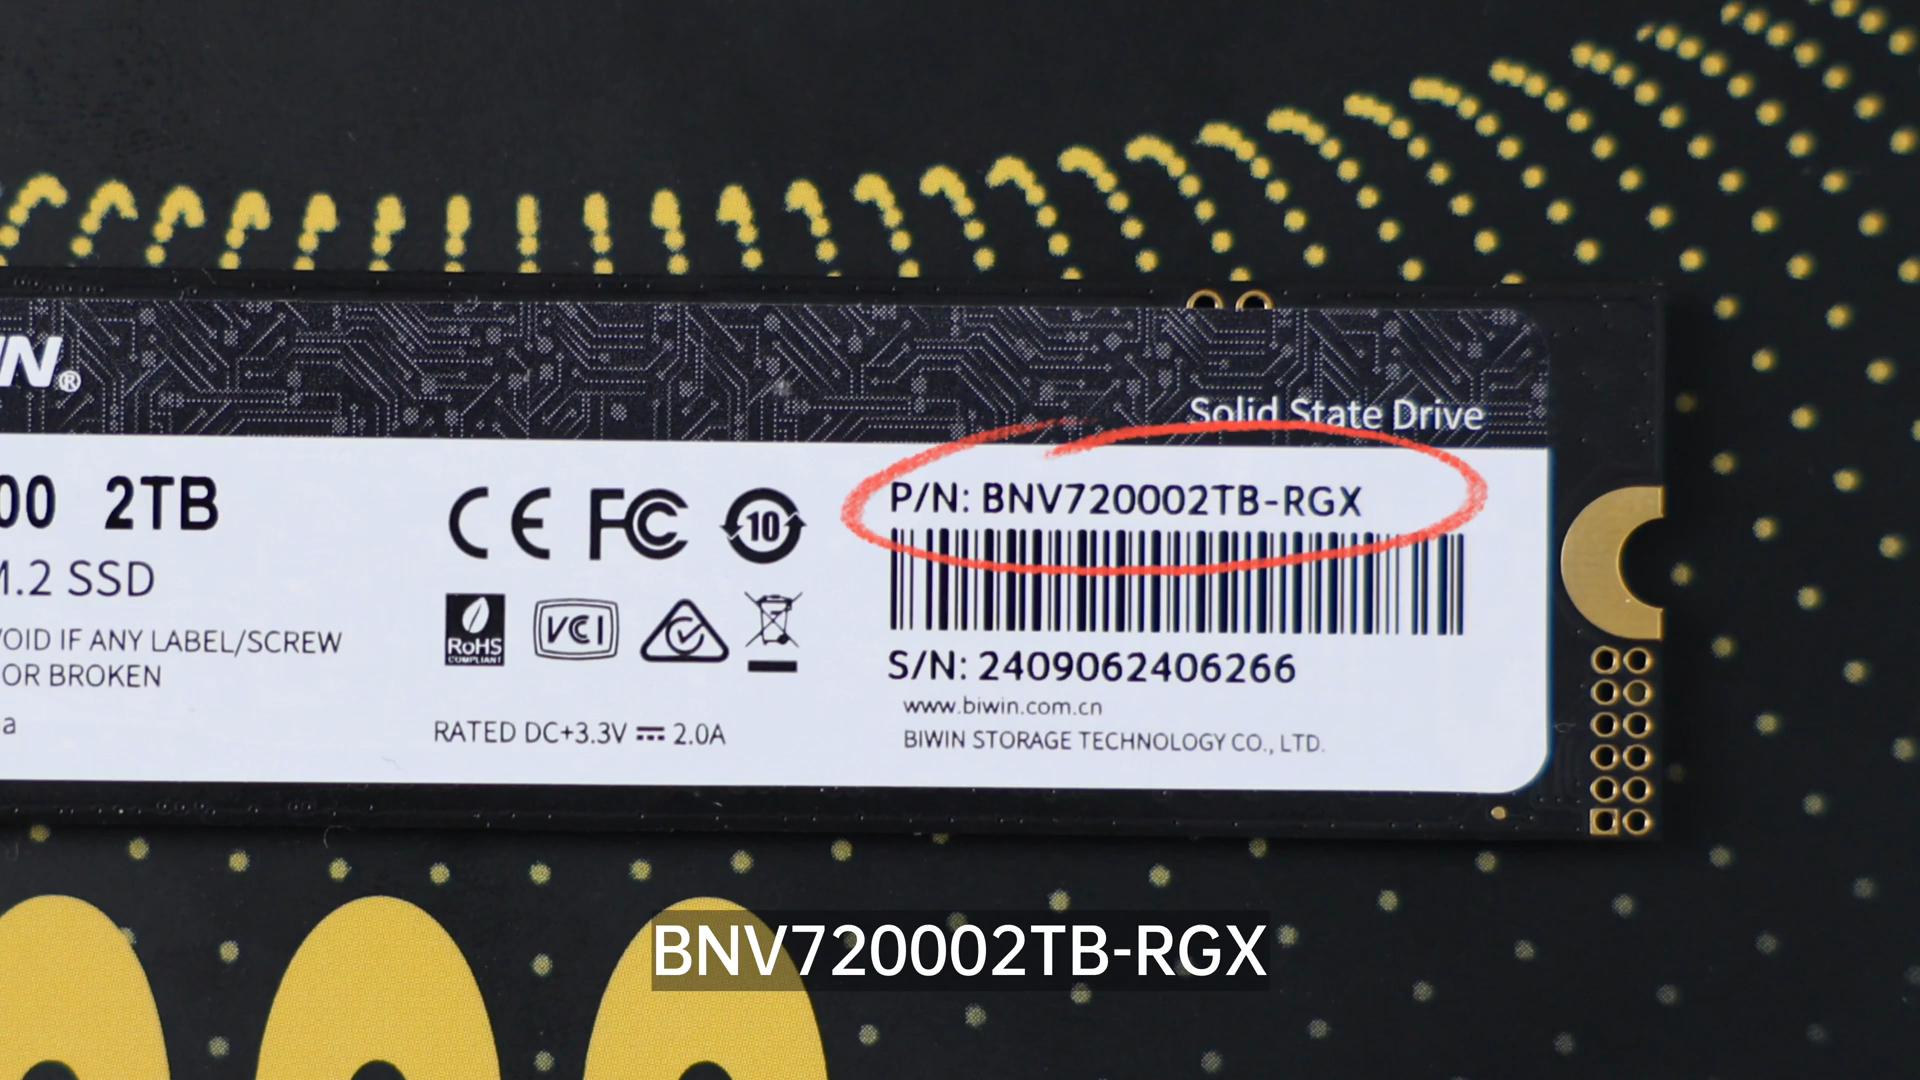 Solid State Drive
00 2TB
.2 SSD
P/N: BNV720002TB-RGX
CE FC 10
RoHS
COMPLIANT
VCCI
OID IF ANY LABEL/SCREW
OR BROKEN
S/N: 2409062406266
www.biwin.com.cn
RATED DC+3.3V 2.0A
BIWIN STORAGE TECHNOLOGY CO., LTD.
BNV720002TB-RGX